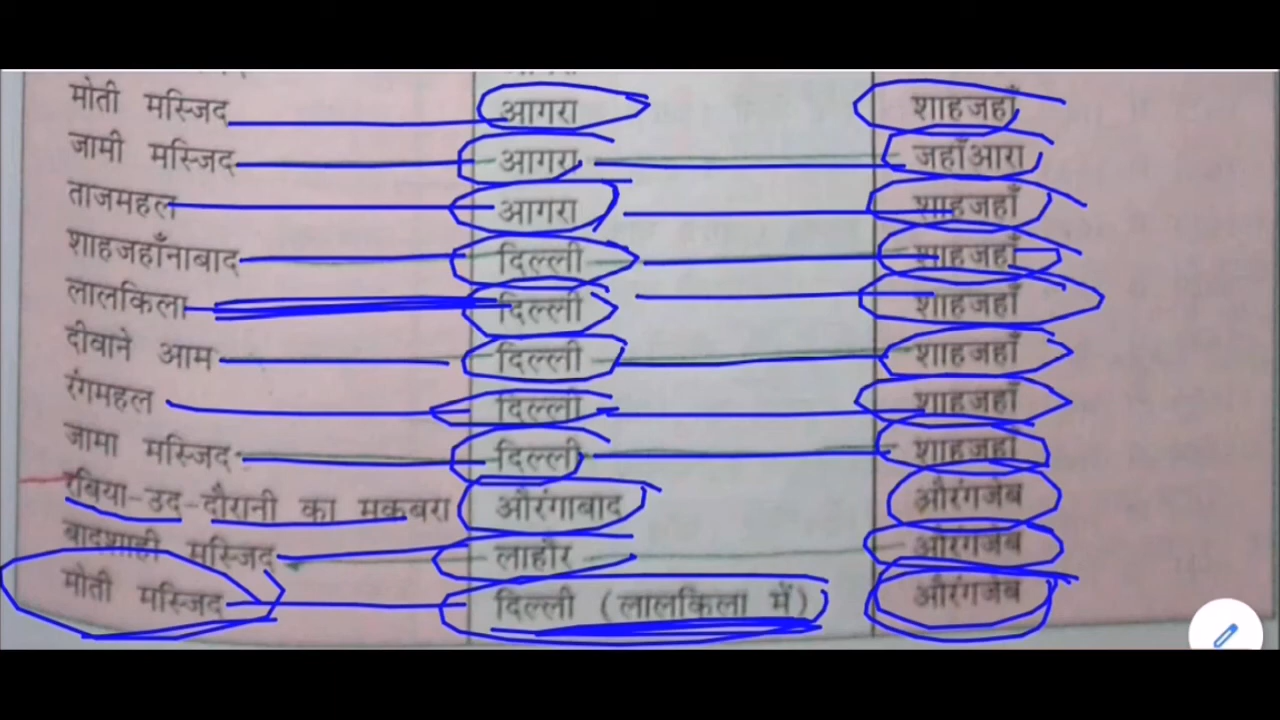 मोती मस्जिद आगरा शाहजहाँ
जामी मस्जिद आगरा जहाँआरा
ताजमहल आगरा शाहजहाँ
शाहजहाँनाबाद दिल्ली शाहजहाँ
लालकिला दिल्ली शाहजहाँ
दीवाने आम दिल्ली शाहजहाँ
रंगमहल दिल्ली शाहजहाँ
जामा मस्जिद दिल्ली शाहजहाँ
रबिया-उद-दौरानी का मकबरा औरंगाबाद औरंगजेब
बादशाही मस्जिद लाहौर औरंगजेब
मोती मस्जिद दिल्ली (लालकिला में) औरंगजेब